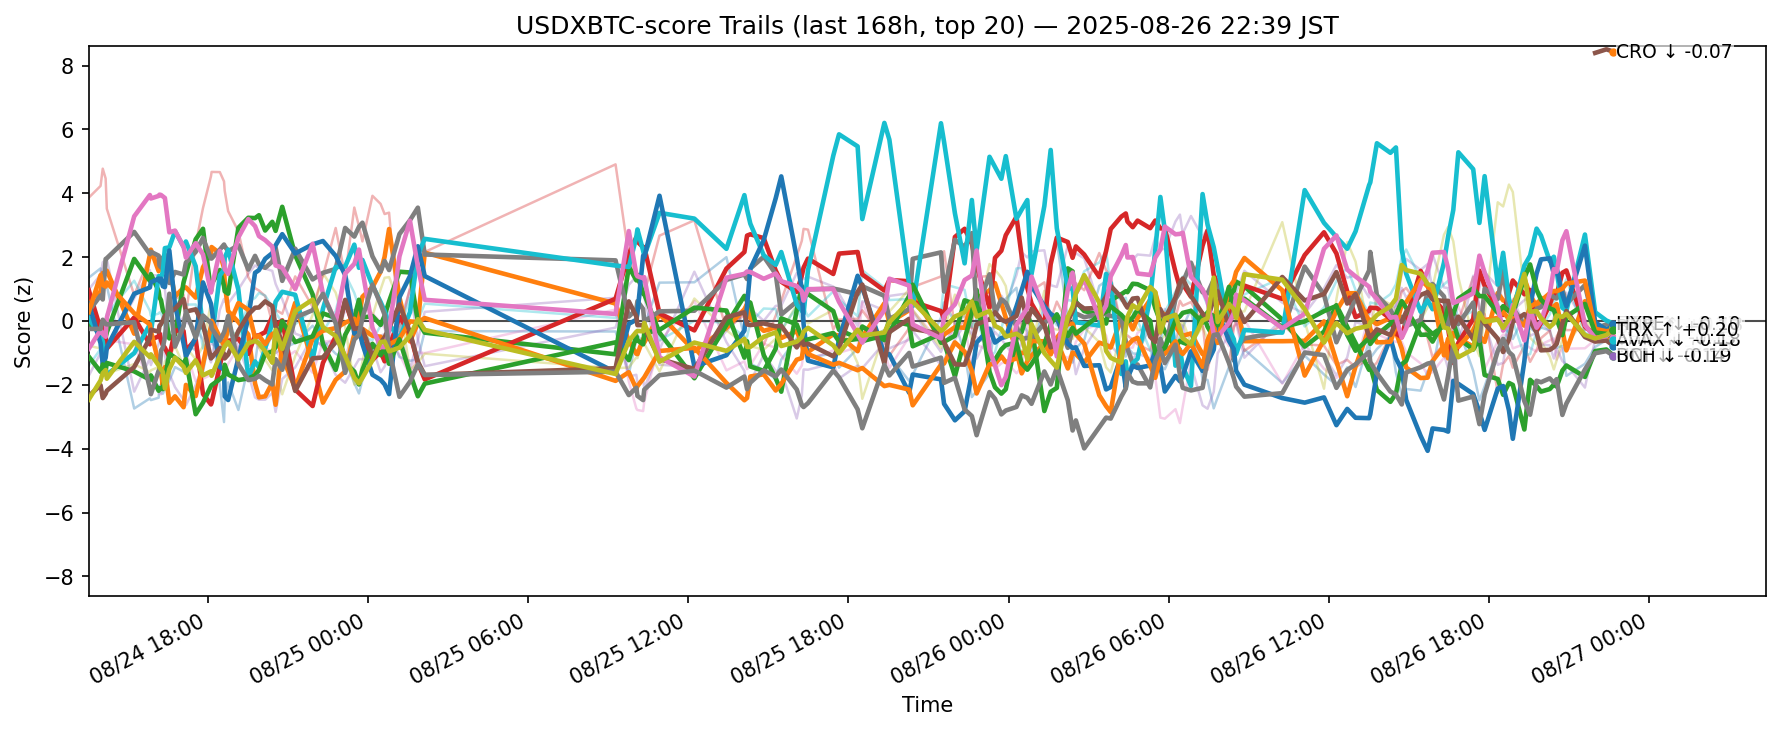 USDXBTC-score Trails (last 168h, top 20) — 2025-08-26 22:39 JST
Score (z)
8
6
4
2
0
−2
−4
−6
−8
CRO ↓ -0.07
TRX ↑ +0.20
AVAX ↓ -0.18
BCH ↓ -0.19
08/24 18:00
08/25 00:00
08/25 06:00
08/25 12:00
08/25 18:00
08/26 00:00
08/26 06:00
08/26 12:00
08/26 18:00
08/27 00:00
Time